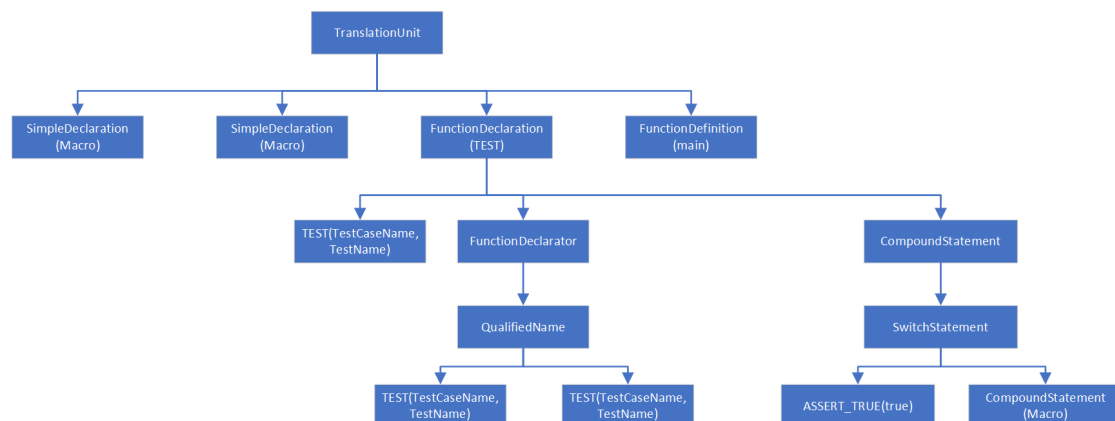 TranslationUnit
SimpleDeclaration
(Macro)
SimpleDeclaration
(Macro)
FunctionDeclaration
(TEST)
FunctionDefinition
(main)
TEST(TestCaseName,
TestName)
FunctionDeclarator
CompoundStatement
QualifiedName
SwitchStatement
TEST(TestCaseName,
TestName)
TEST(TestCaseName,
TestName)
ASSERT_TRUE(true)
CompoundStatement
(Macro)